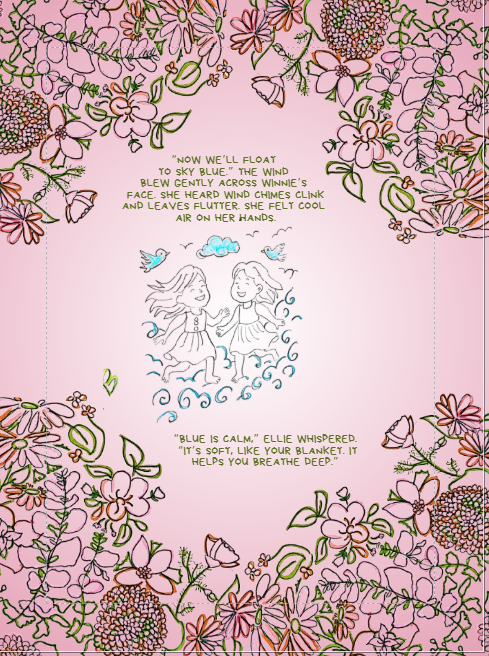 "NOW WE'LL FLOAT
TO SKY BLUE." THE WIND
BLEW GENTLY ACROSS WINNIE'S
FACE. SHE HEARD WIND CHIMES CLINK
AND LEAVES FLUTTER. SHE FELT COOL
AIR ON HER HANDS.
"BLUE IS CALM," ELLIE WHISPERED.
"IT'S SOFT, LIKE YOUR BLANKET. IT
HELPS YOU BREATHE DEEP."